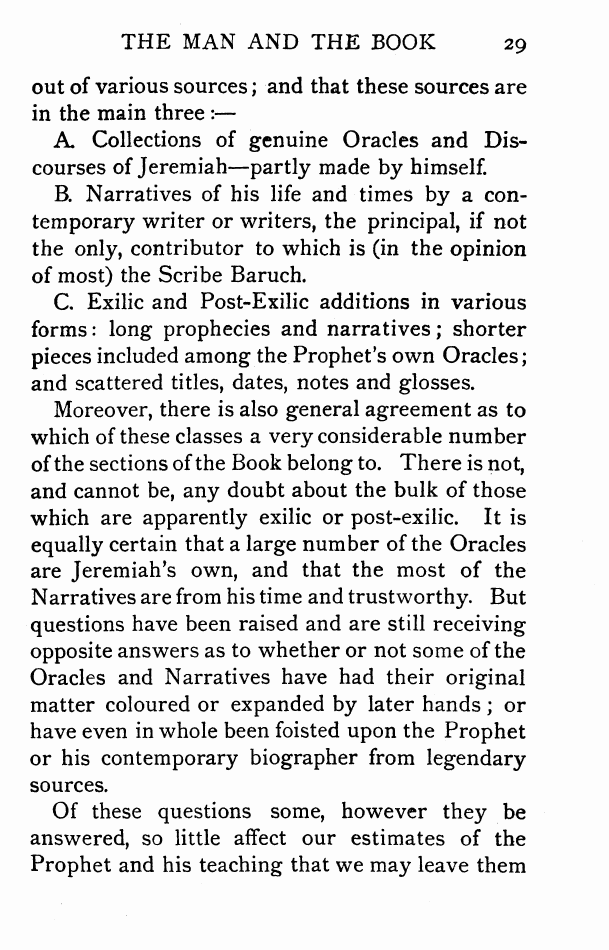 THE MAN AND THE BOOK 29
out of various sources; and that these sources are
in the main three :—
A. Collections of genuine Oracles and Dis-
courses of Jeremiah—partly made by himself.
B. Narratives of his life and times by a con-
temporary writer or writers, the principal, if not
the only, contributor to which is (in the opinion
of most) the Scribe Baruch.
C. Exilic and Post-Exilic additions in various
forms: long prophecies and narratives; shorter
pieces included among the Prophet's own Oracles;
and scattered titles, dates, notes and glosses.
Moreover, there is also general agreement as to
which of these classes a very considerable number
of the sections of the Book belong to. There is not,
and cannot be, any doubt about the bulk of those
which are apparently exilic or post-exilic. It is
equally certain that a large number of the Oracles
are Jeremiah's own, and that the most of the
Narratives are from his time and trustworthy. But
questions have been raised and are still receiving
opposite answers as to whether or not some of the
Oracles and Narratives have had their original
matter coloured or expanded by later hands; or
have even in whole been foisted upon the Prophet
or his contemporary biographer from legendary
sources.
Of these questions some, however they be
answered, so little affect our estimates of the
Prophet and his teaching that we may leave them